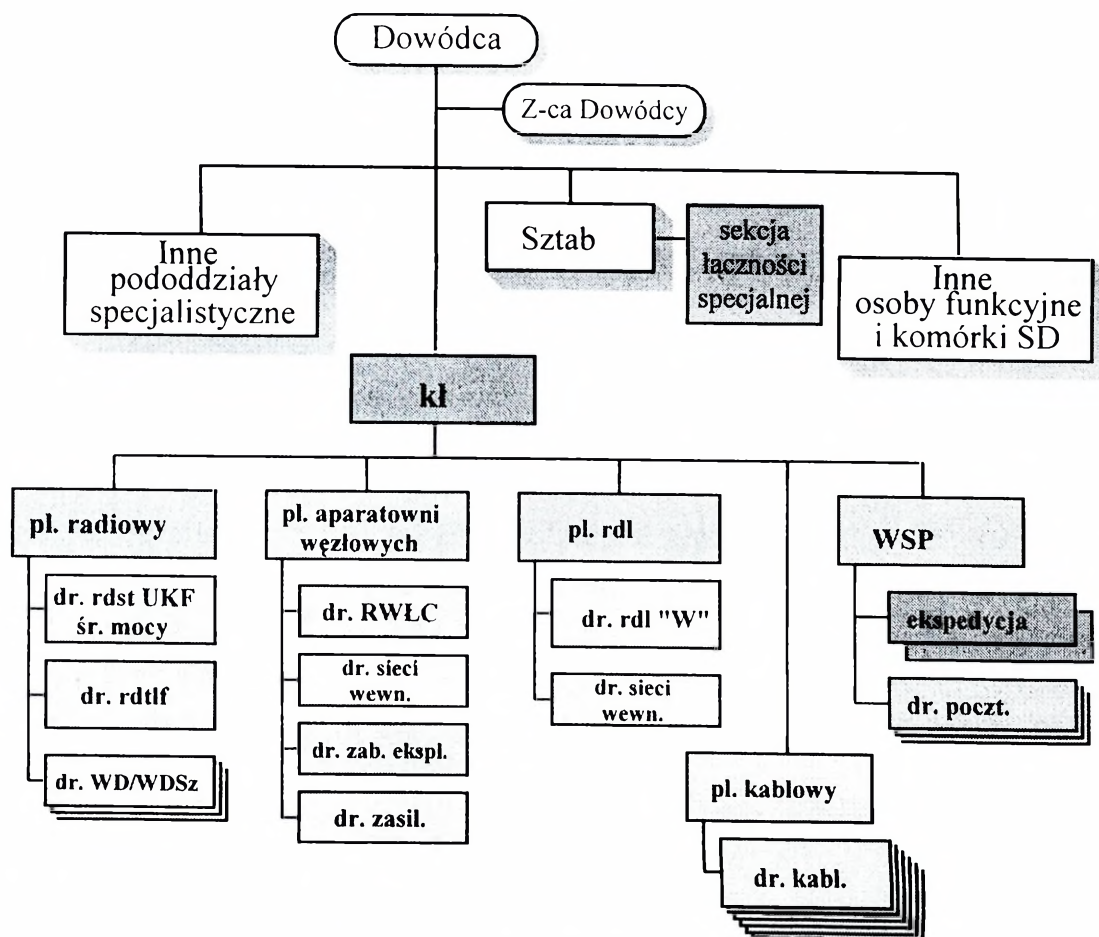 Dowódca
Z-ca Dowódcy
Inne
pododdziały
specjalistyczne
Sztab
sekcja
łączności
specjalnej
Inne
osoby funkcyjne
i komórki SD
kł
pl. radiowy
dr. rdst UKF
śr. mocy
dr. rdtlf
dr. WD/WDSz
pl. aparatowni
węzłowych
dr. RWŁC
dr. sieci
wewn.
dr. zab. ekspl.
dr. zasil.
pl. rdl
dr. rdl "W"
dr. sieci
wewn.
pl. kablowy
dr. kabl.
WSP
ekspedycja
dr. poczt.